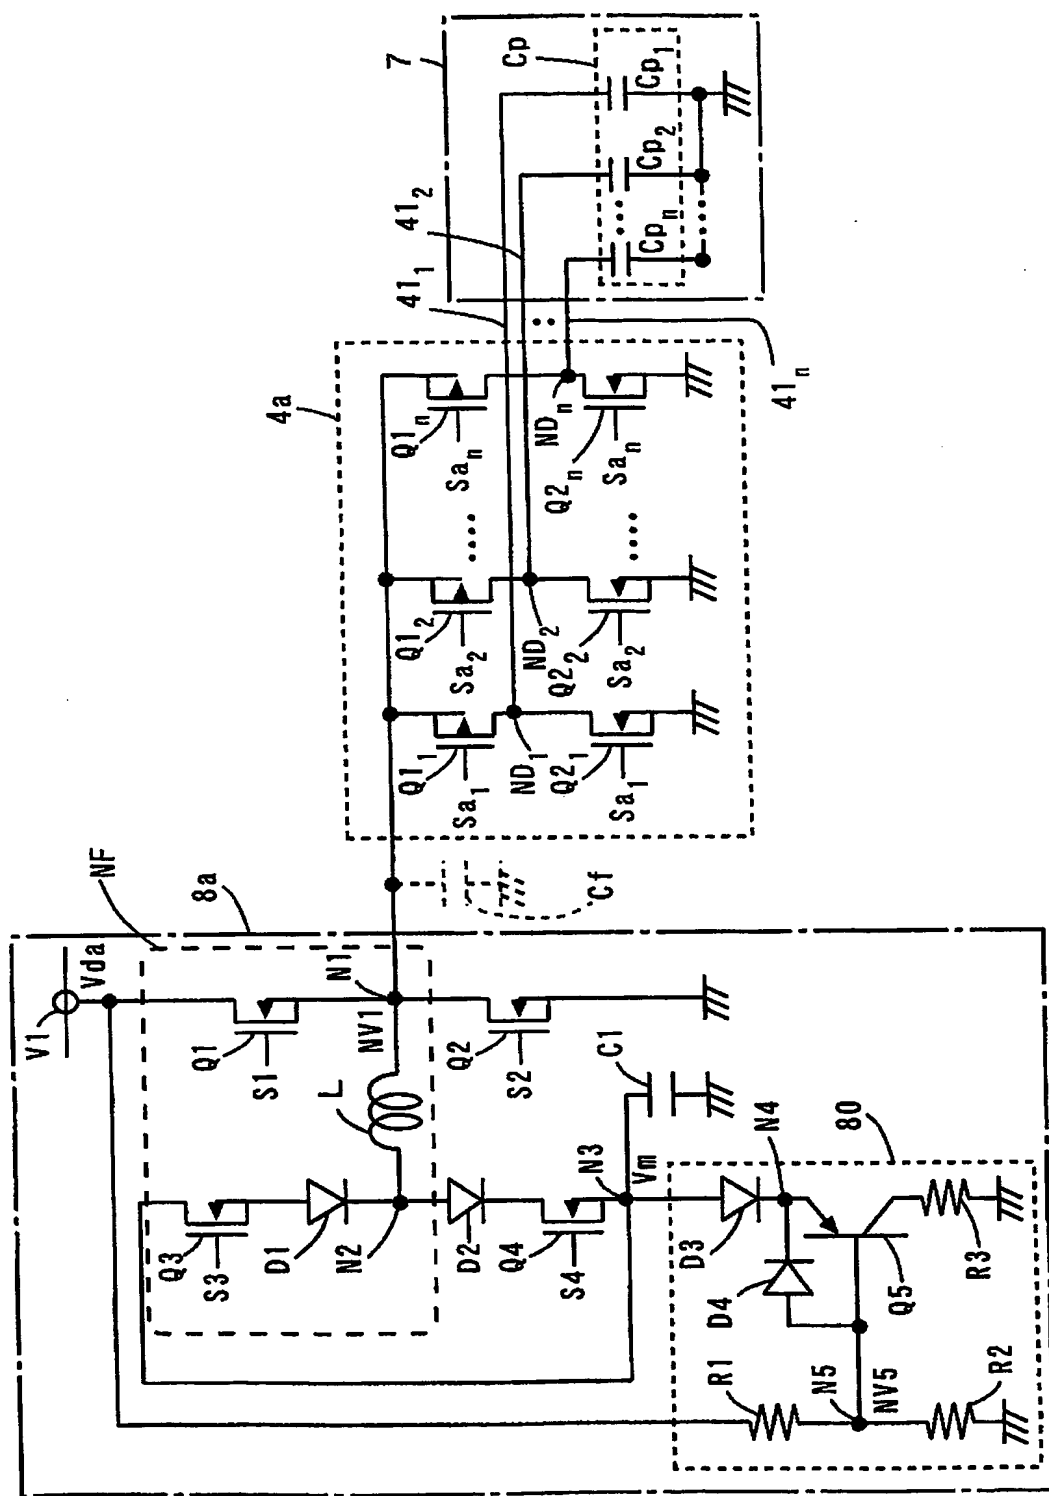 V1
Vda
NF
8a
Q1
S1
N1
NV1
L
Q3
S3
D1
N2
D2
Q4
S4
Q2
S2
N3
Vm
C1
Cf
80
N4
D3
D4
Q5
R3
R1
N5
NV5
R2
4a
Q1₁
Sa₁
Q1₂
Sa₂
....
Q1ₙ
Saₙ
ND₁
Q2₁
Sa₁
ND₂
Q2₂
Sa₂
....
NDₙ
Q2ₙ
Saₙ
41₁
41₂
41ₙ
7
Cp
Cpₙ
Cp₂
Cp₁